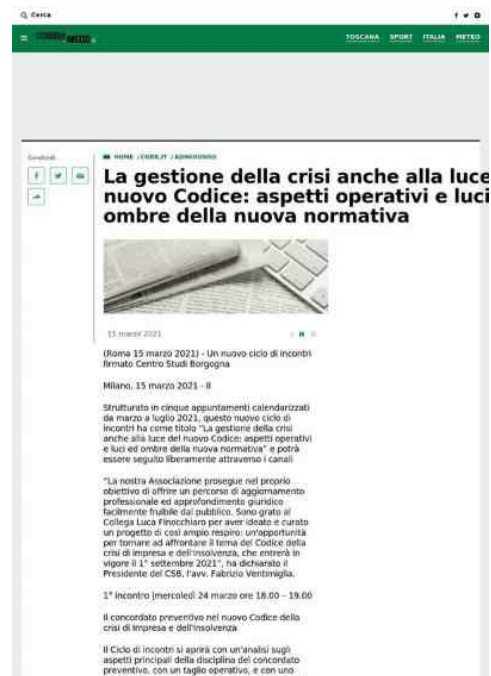 Cerca
TOSCANA SPORT ITALIA METEO
Condividi
HOME / CORR.IT / ADNKRONOS
La gestione della crisi anche alla luce
nuovo Codice: aspetti operativi e luci
ombre della nuova normativa
15 marzo 2021
(Roma 15 marzo 2021) - Un nuovo ciclo di incontri
firmato Centro Studi Borgogna
Milano, 15 marzo 2021 - Il
Strutturato in cinque appuntamenti calendarizzati
da marzo a luglio 2021, questo nuovo ciclo di
incontri ha come titolo "La gestione della crisi
anche alla luce del nuovo Codice: aspetti operativi
e luci ed ombre della nuova normativa" e potrà
essere seguito liberamente attraverso i canali
"La nostra Associazione prosegue nel proprio
obiettivo di offrire un percorso di aggiornamento
professionale ed approfondimento giuridico
facilmente fruibile dal pubblico. Sono grato al
Collega Luca Finocchiaro per aver ideato e curato
un progetto di così ampio respiro: un'opportunità
per tornare ad affrontare il tema del Codice della
crisi di impresa e dell'insolvenza, che entrerà in
vigore il 1° settembre 2021", ha dichiarato il
Presidente del CSB, l'avv. Fabrizio Ventimiglia.
1° incontro (mercoledì 24 marzo ore 18.00 – 19.00
Il concordato preventivo nel nuovo Codice della
crisi di impresa e dell'insolvenza
Il Ciclo di incontri si aprirà con un'analisi sugli
aspetti principali della disciplina del concordato
preventivo, con un taglio operativo, e con uno